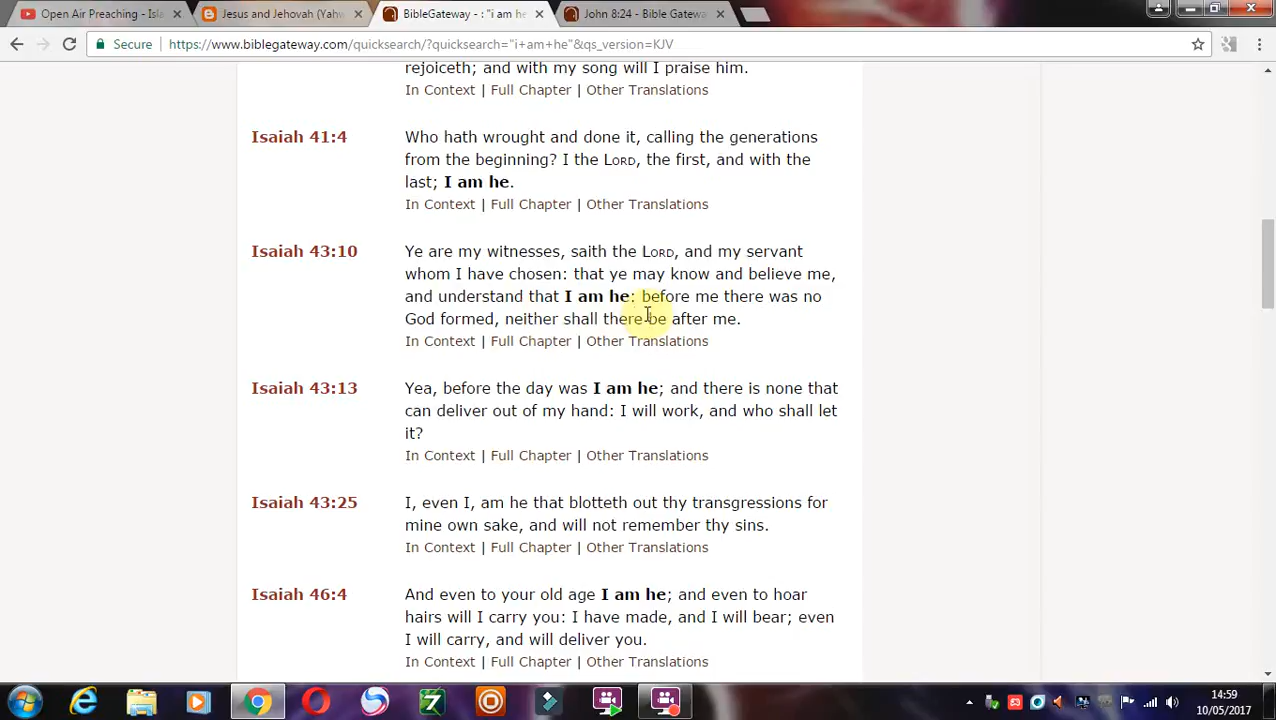 Open Air Preaching - Isla
Jesus and Jehovah (Yahw
BibleGateway - : "i am he
John 8:24 - Bible Gatewa
Secure | https://www.biblegateway.com/quicksearch/?quicksearch="i+am+he"&qs_version=KJV
rejoiceth; and with my song will I praise him.
In Context | Full Chapter | Other Translations
Isaiah 41:4
Who hath wrought and done it, calling the generations
from the beginning? I the LORD, the first, and with the
last; I am he.
In Context | Full Chapter | Other Translations
Isaiah 43:10
Ye are my witnesses, saith the LORD, and my servant
whom I have chosen: that ye may know and believe me,
and understand that I am he: before me there was no
God formed, neither shall there be after me.
In Context | Full Chapter | Other Translations
Isaiah 43:13
Yea, before the day was I am he; and there is none that
can deliver out of my hand: I will work, and who shall let
it?
In Context | Full Chapter | Other Translations
Isaiah 43:25
I, even I, am he that blotteth out thy transgressions for
mine own sake, and will not remember thy sins.
In Context | Full Chapter | Other Translations
Isaiah 46:4
And even to your old age I am he; and even to hoar
hairs will I carry you: I have made, and I will bear; even
I will carry, and will deliver you.
In Context | Full Chapter | Other Translations
14:59
10/05/2017